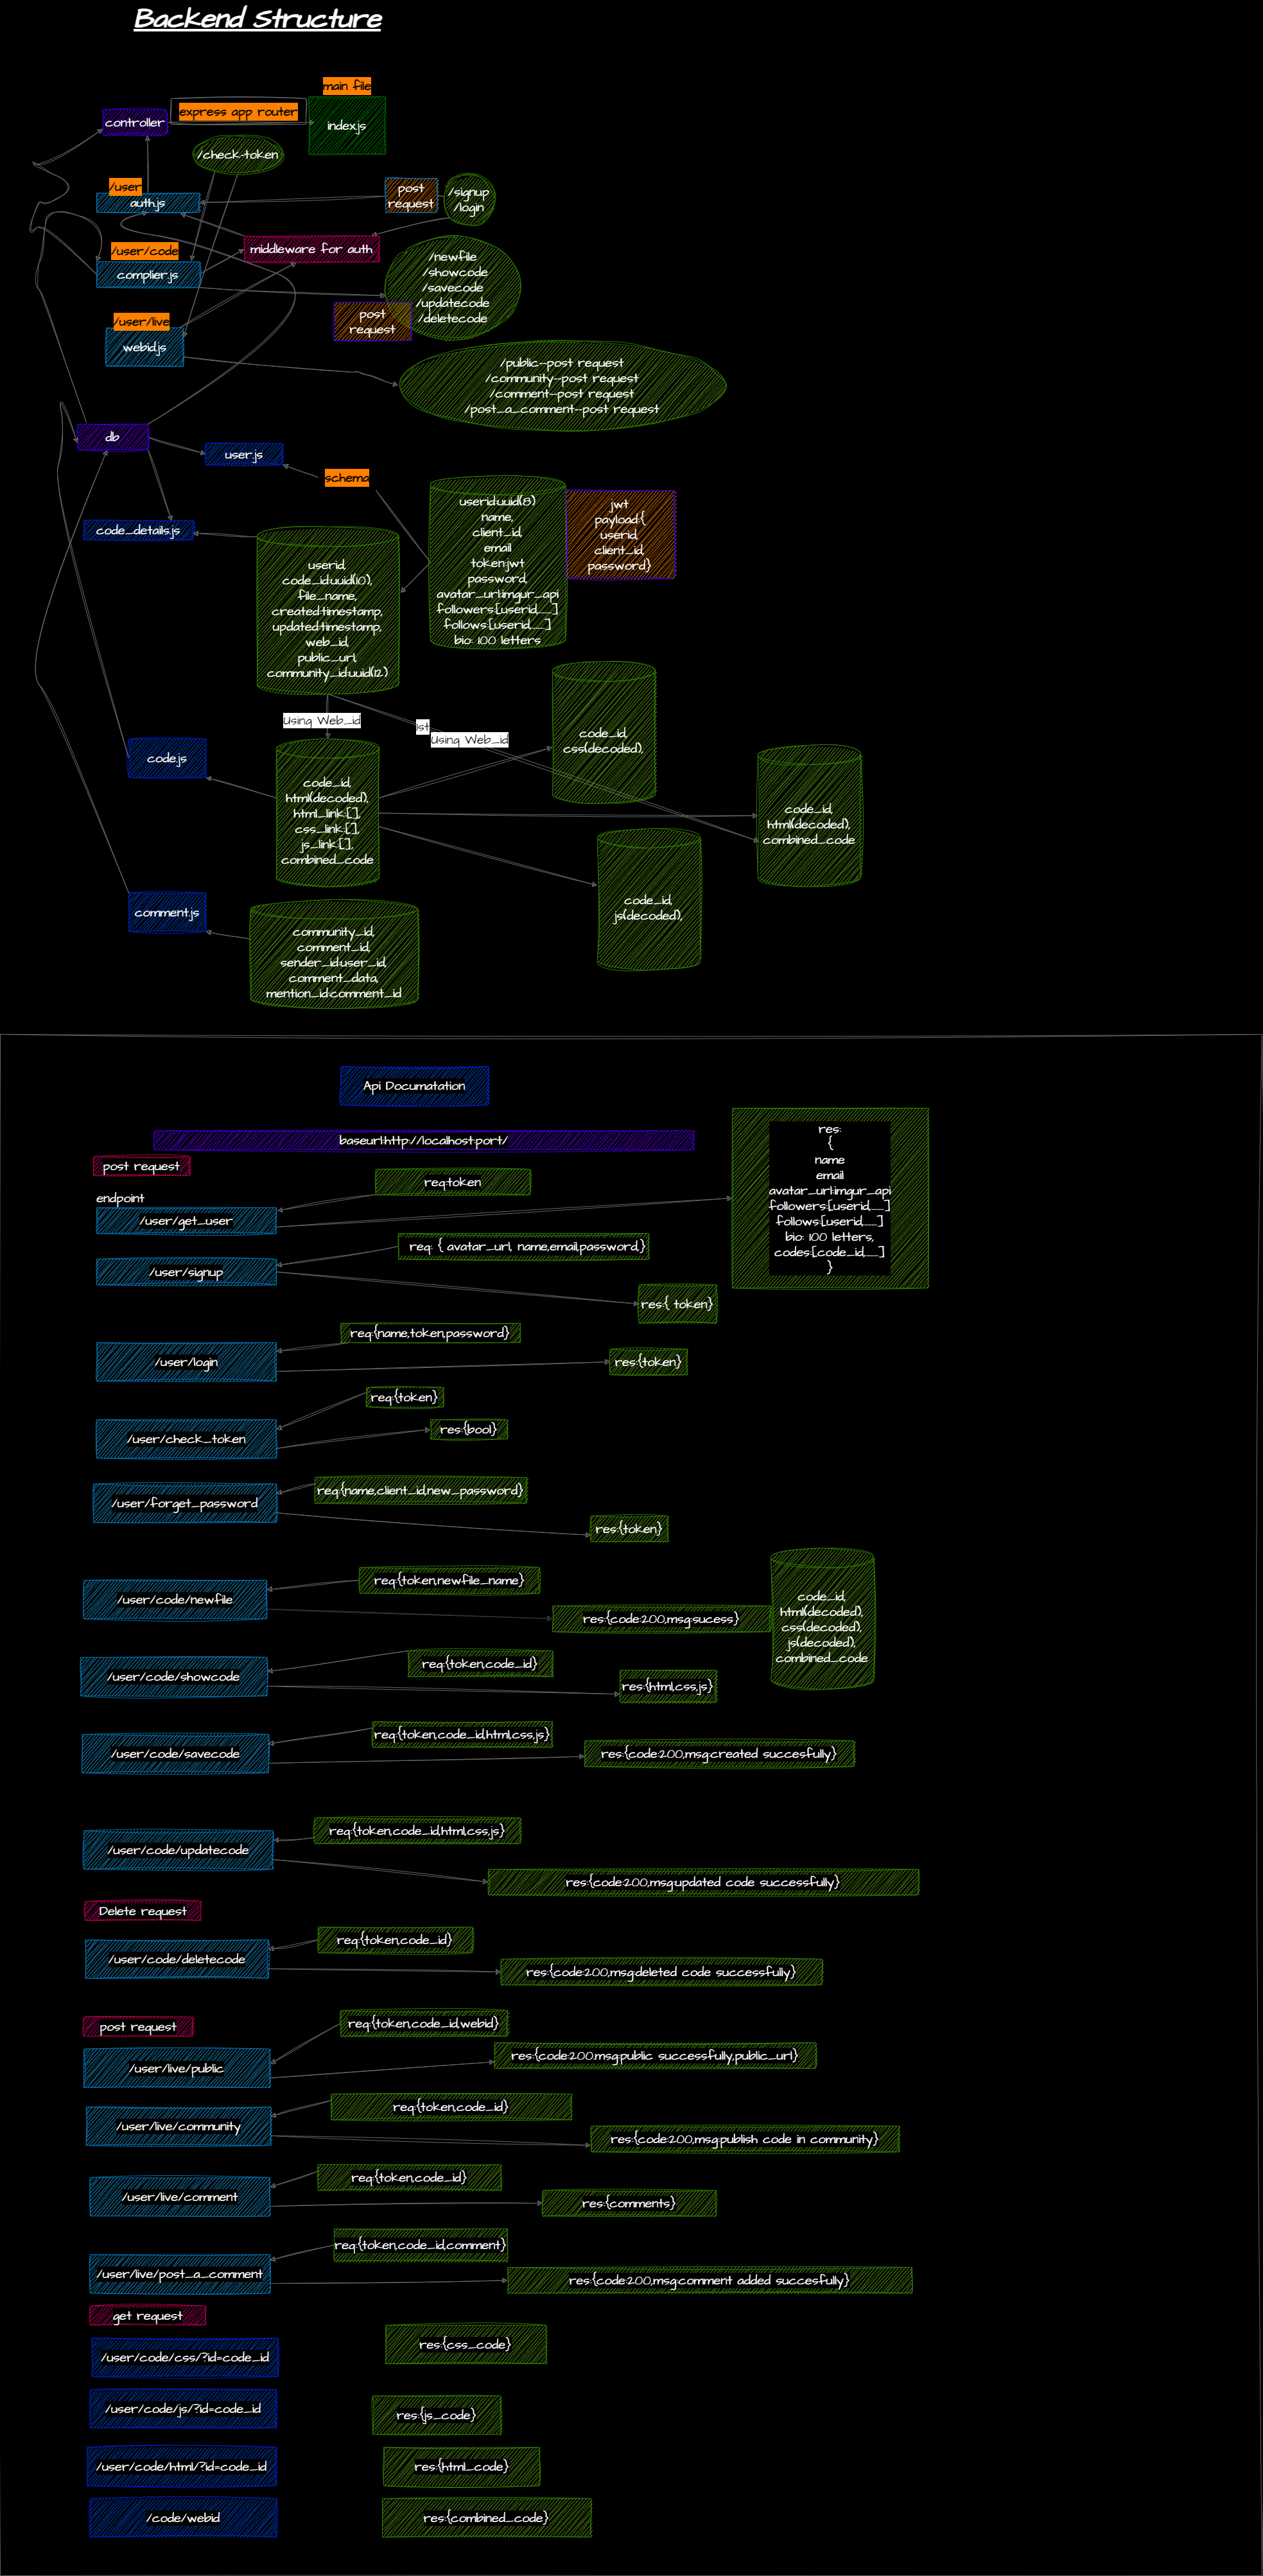 Backend Structure
main file
express app router
controller
index.js
/check-token
/user
auth.js
post
request
/signup
/login
/user/code
middleware for auth
complier.js
/newfile
/showcode
/savecode
/updatecode
/deletecode
post
request
/user/live
webid.js
/public--post request
/community--post request
/comment--post request
/post_a_comment--post request
db
user.js
schema
userid:uuid(8)
name,
client_id,
email
token:jwt
password,
avatar_url:imgur_api
followers:[userid,......]
follows:[userid,......]
bio: 100 letters
jwt
payload:{
userid,
client_id,
password}
code_details.js
userid,
code_id:uuid(10),
file_name,
created:timestamp,
updated:timestamp,
web_id,
public_url,
community_id:uuid(12)
Using Web_id
ist
Using Web_id
code_id,
css(decoded),
code.js
code_id,
html(decoded),
html_link:[],
css_link:[],
js_link:[],
combined_code
code_id,
html(decoded),
combined_code
code_id,
js(decoded),
comment.js
community_id,
comment_id,
sender_id:user_id,
comment_data,
mention_id:comment_id
Api Documatation
baseurl:http://localhost:port/
post request
req:token
endpoint
/user/get_user
res:
{
name
email
avatar_url:imgur_api
followers:[userid,......]
follows:[userid,......]
bio: 100 letters,
codes:[code_id,......]
}
req: { avatar_url, name,email,password,}
/user/signup
res:{ token}
req:{name,token,password}
/user/login
res:{token}
req:{token}
/user/check_token
res:{bool}
req:{name,client_id,new_password}
/user/forget_password
res:{token}
req:{token,newfile_name}
/user/code/newfile
res:{code:200,msg:sucess}
code_id,
html(decoded),
css(decoded),
js(decoded),
combined_code
req:{token,code_id}
/user/code/showcode
res:{html,css,js}
req:{token,code_id,html,css,js}
/user/code/savecode
res:{code:200,msg:created succesfully}
req:{token,code_id,html,css,js}
/user/code/updatecode
res:{code:200,msg:updated code successfully}
Delete request
req:{token,code_id}
/user/code/deletecode
res:{code:200,msg:deleted code successfully}
post request
req:{token,code_id,webid}
/user/live/public
res:{code:200,msg:public successfully,public_url}
req:{token,code_id}
/user/live/community
res:{code:200,msg:publish code in community}
req:{token,code_id}
/user/live/comment
res:{comments}
req:{token,code_id,comment}
/user/live/post_a_comment
res:{code:200,msg:comment added succesfully}
get request
/user/code/css/?id=code_id
res:{css_code}
/user/code/js/?id=code_id
res:{js_code}
/user/code/html/?id=code_id
res:{html_code}
/code/webid
res:{combined_code}